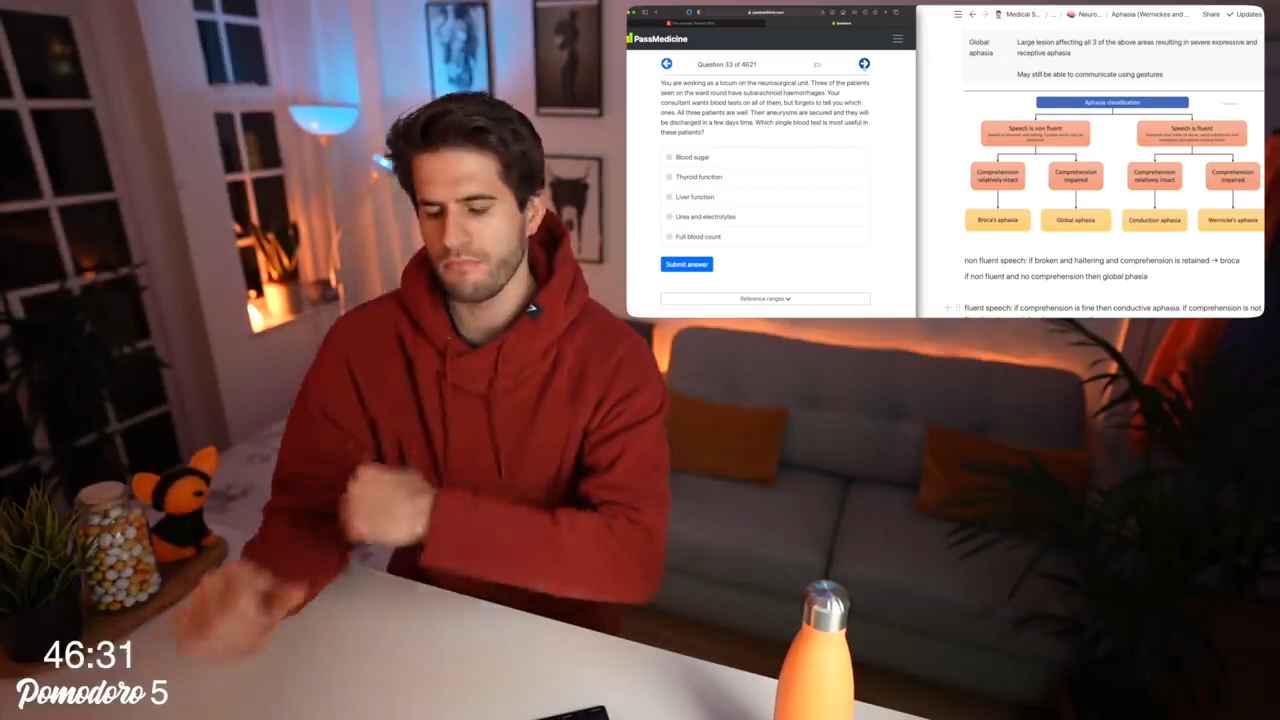 passmedicine.com
Questions
PassMedicine
Question 33 of 4621
You are working as a locum on the neurosurgical unit. Three of the patients
seen on the ward round have subarachnoid haemorrhages. Your
consultant wants blood tests on all of them, but forgets to tell you which
ones. All three patients are well. Their aneurysms are secured and they will
be discharged in a few days time. Which single blood test is most useful in
these patients?
Blood sugar
Thyroid function
Liver function
Urea and electrolytes
Full blood count
Submit answer
Reference ranges
Medical S... / ... / Neuro... / Aphasia (Wernickes and ...
Share
Updates
Global
aphasia
Large lesion affecting all 3 of the above areas resulting in severe expressive and
receptive aphasia
May still be able to communicate using gestures
Aphasia classification
Speech is non fluent
Speech is fluent
Comprehension
relatively intact
Comprehension
impaired
Comprehension
relatively intact
Comprehension
impaired
Broca's aphasia
Global aphasia
Conduction aphasia
Wernicke's aphasia
non fluent speech: if broken and haltering and comprehension is retained → broca
if non fluent and no comprehension then global phasia
fluent speech: if comprehension is fine then conductive aphasia. if comprehension is not
46:31
Pomodoro 5